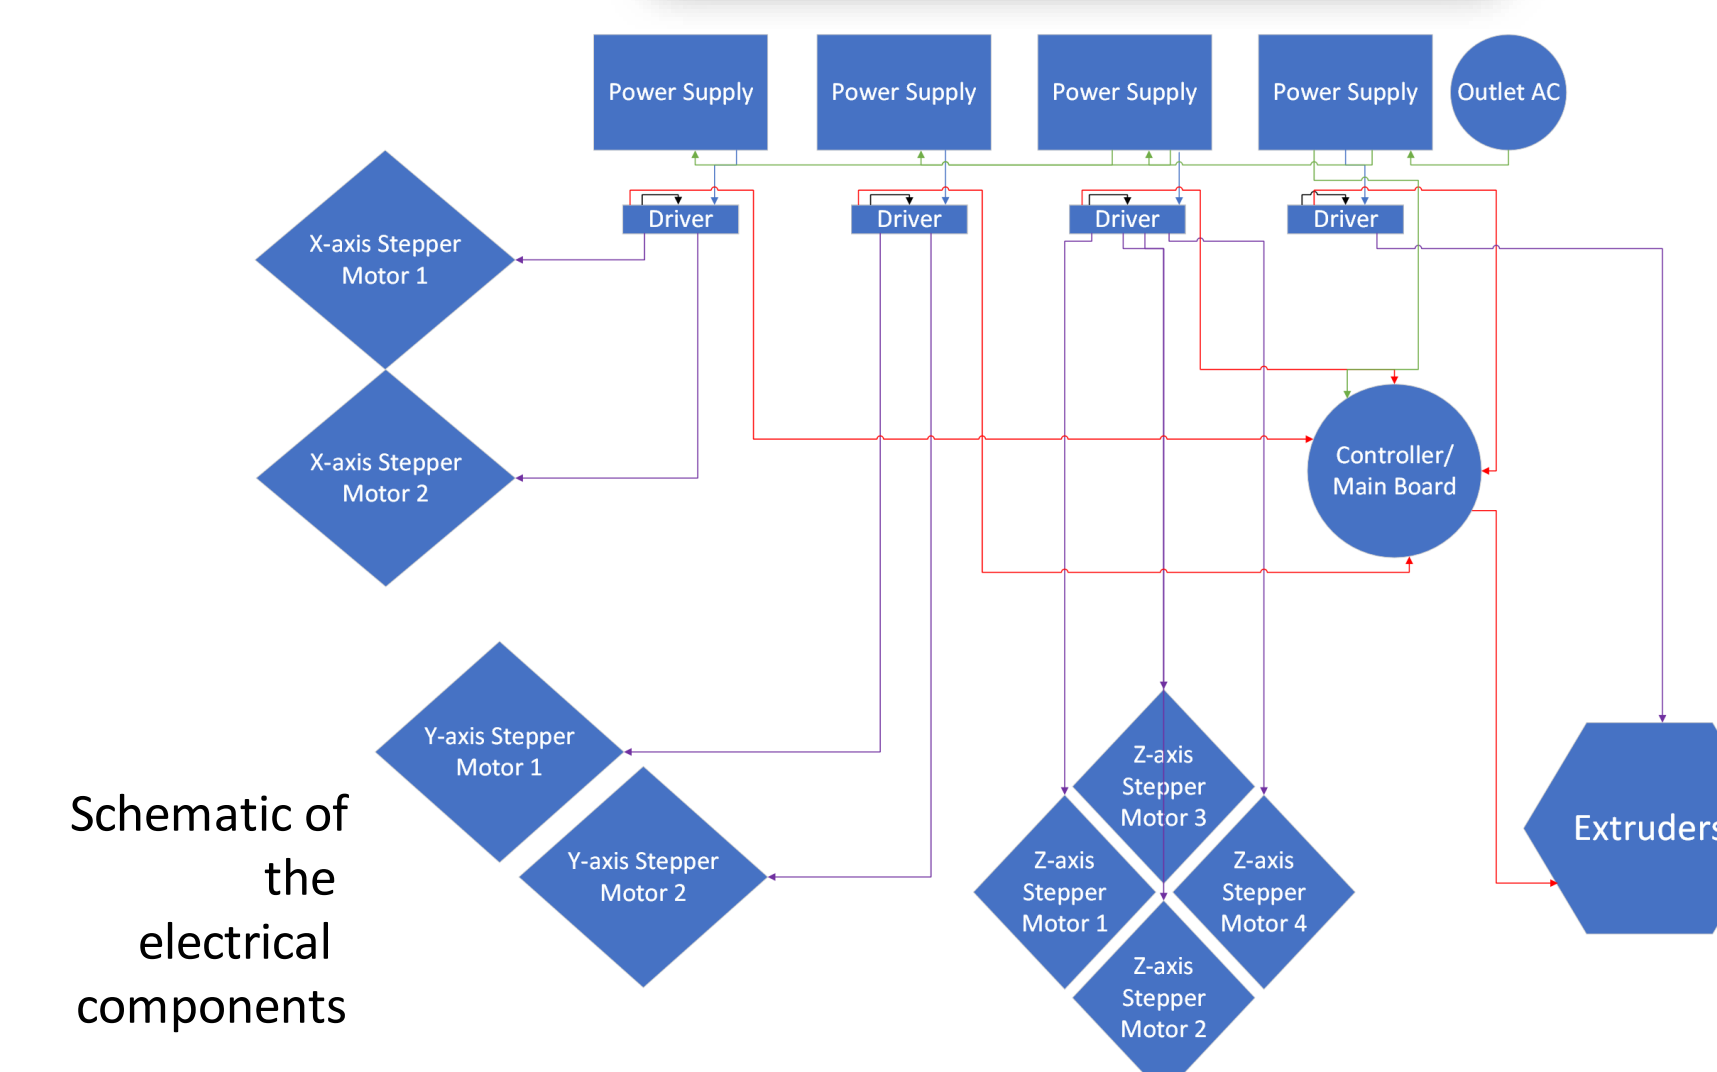 Power Supply
Power Supply
Power Supply
Power Supply
Outlet AC
Driver
Driver
Driver
Driver
X-axis Stepper
Motor 1
X-axis Stepper
Motor 2
Controller/
Main Board
Y-axis Stepper
Motor 1
Y-axis Stepper
Motor 2
Z-axis
Stepper
Motor 3
Z-axis
Stepper
Motor 1
Z-axis
Stepper
Motor 4
Z-axis
Stepper
Motor 2
Extruders
Schematic of
the
electrical
components